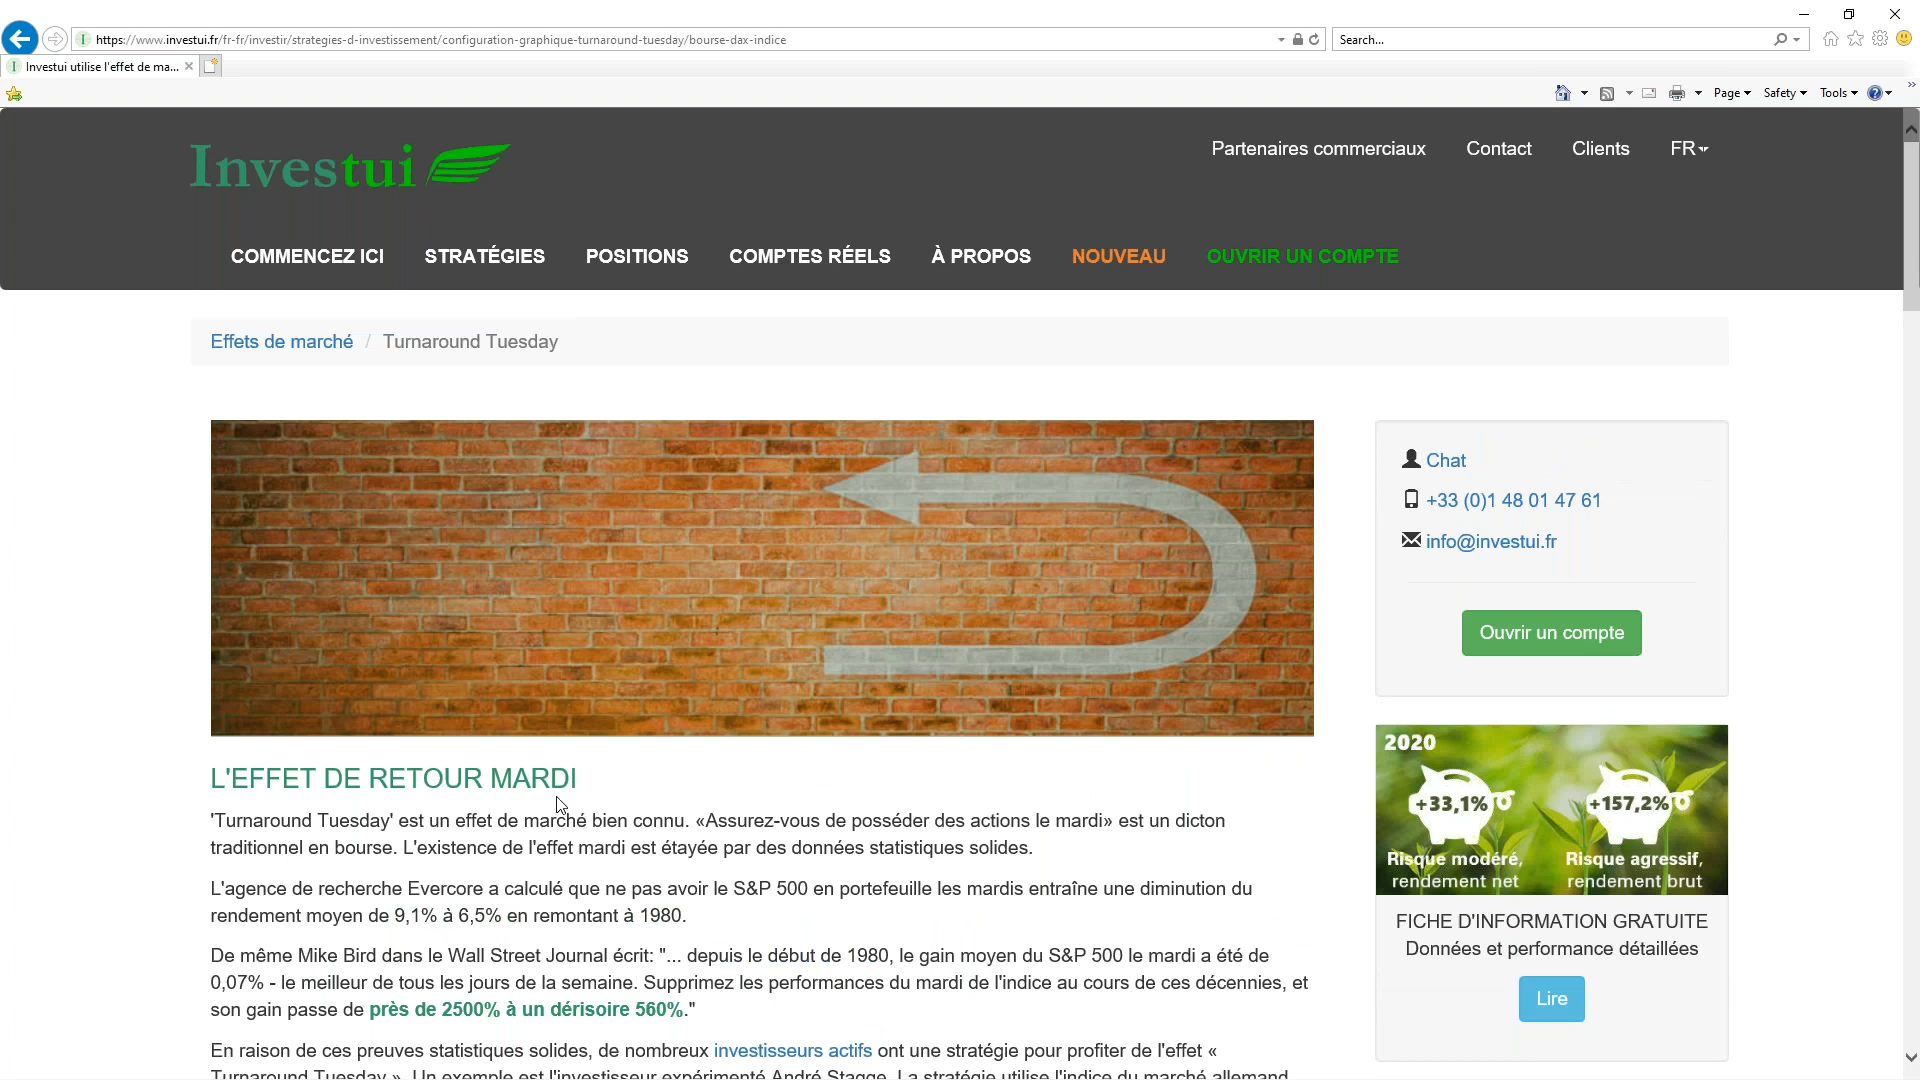 https://www.investui.fr/fr-fr/investir/strategies-d-investissement/configuration-graphique-turnaround-tuesday/bourse-dax-indice
Search...
Investui utilise l'effet de ma...
Page
Safety
Tools
Investui
Partenaires commerciaux
Contact
Clients
FR
COMMENCEZ ICI
STRATÉGIES
POSITIONS
COMPTES RÉELS
À PROPOS
NOUVEAU
OUVRIR UN COMPTE
Effets de marché / Turnaround Tuesday
Chat
+33 (0)1 48 01 47 61
info@investui.fr
Ouvrir un compte
2020
+33,1%
+157,2%
Risque modéré, rendement net
Risque agressif, rendement brut
FICHE D'INFORMATION GRATUITE
Données et performance détaillées
Lire
L'EFFET DE RETOUR MARDI
'Turnaround Tuesday' est un effet de marché bien connu. «Assurez-vous de posséder des actions le mardi» est un dicton
traditionnel en bourse. L'existence de l'effet mardi est étayée par des données statistiques solides.
L'agence de recherche Evercore a calculé que ne pas avoir le S&P 500 en portefeuille les mardis entraîne une diminution du
rendement moyen de 9,1% à 6,5% en remontant à 1980.
De même Mike Bird dans le Wall Street Journal écrit: "... depuis le début de 1980, le gain moyen du S&P 500 le mardi a été de
0,07% - le meilleur de tous les jours de la semaine. Supprimez les performances du mardi de l'indice au cours de ces décennies, et
son gain passe de près de 2500% à un dérisoire 560%."
En raison de ces preuves statistiques solides, de nombreux investisseurs actifs ont une stratégie pour profiter de l'effet «
Turnaround Tuesday ». Un exemple est l'investisseur expérimenté André Stagge. La stratégie utilise l'indice du marché allemand